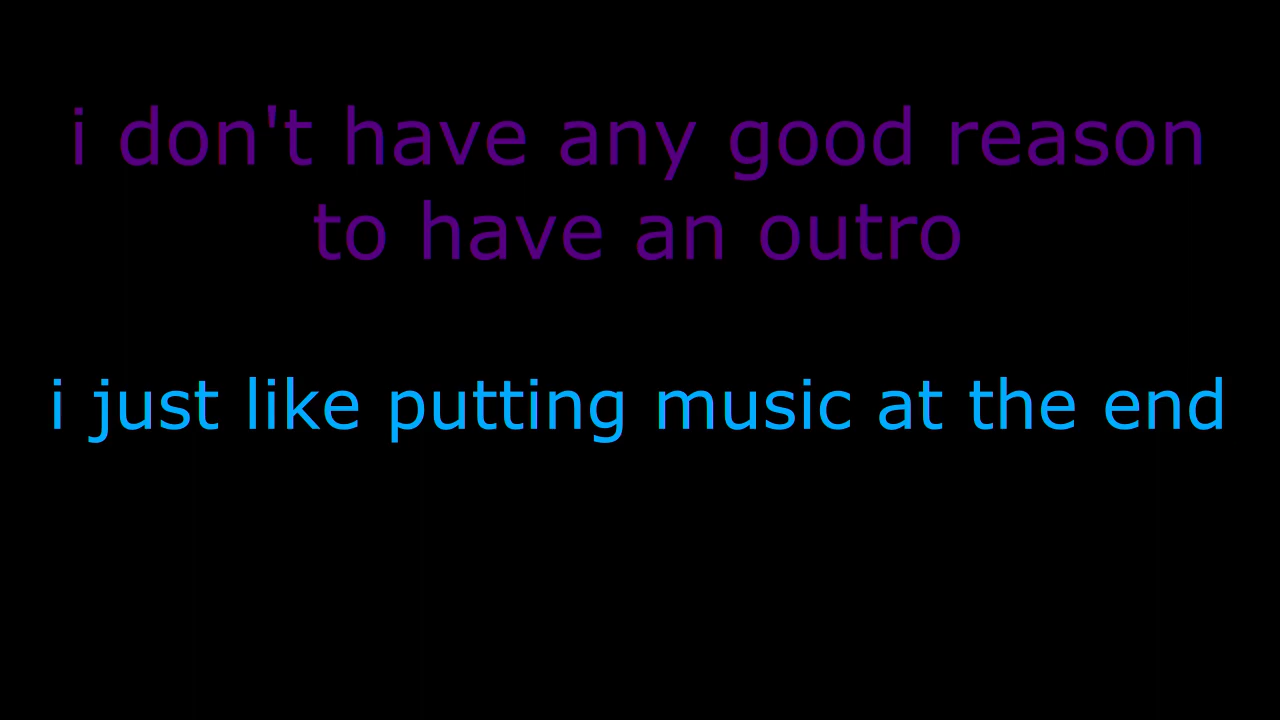 i don't have any good reason
to have an outro
i just like putting music at the end